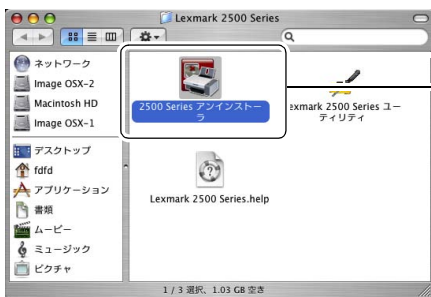 Lexmark 2500 Series
ネットワーク
Image OSX-2
Macintosh HD
Image OSX-1
デスクトップ
fdfd
アプリケーション
書類
ムービー
ミュージック
ピクチャ
2500 Series アンインストー
ラ
exmark 2500 Series ユー
ティリティ
Lexmark 2500 Series.help
1 / 3 選択、1.03 GB 空き